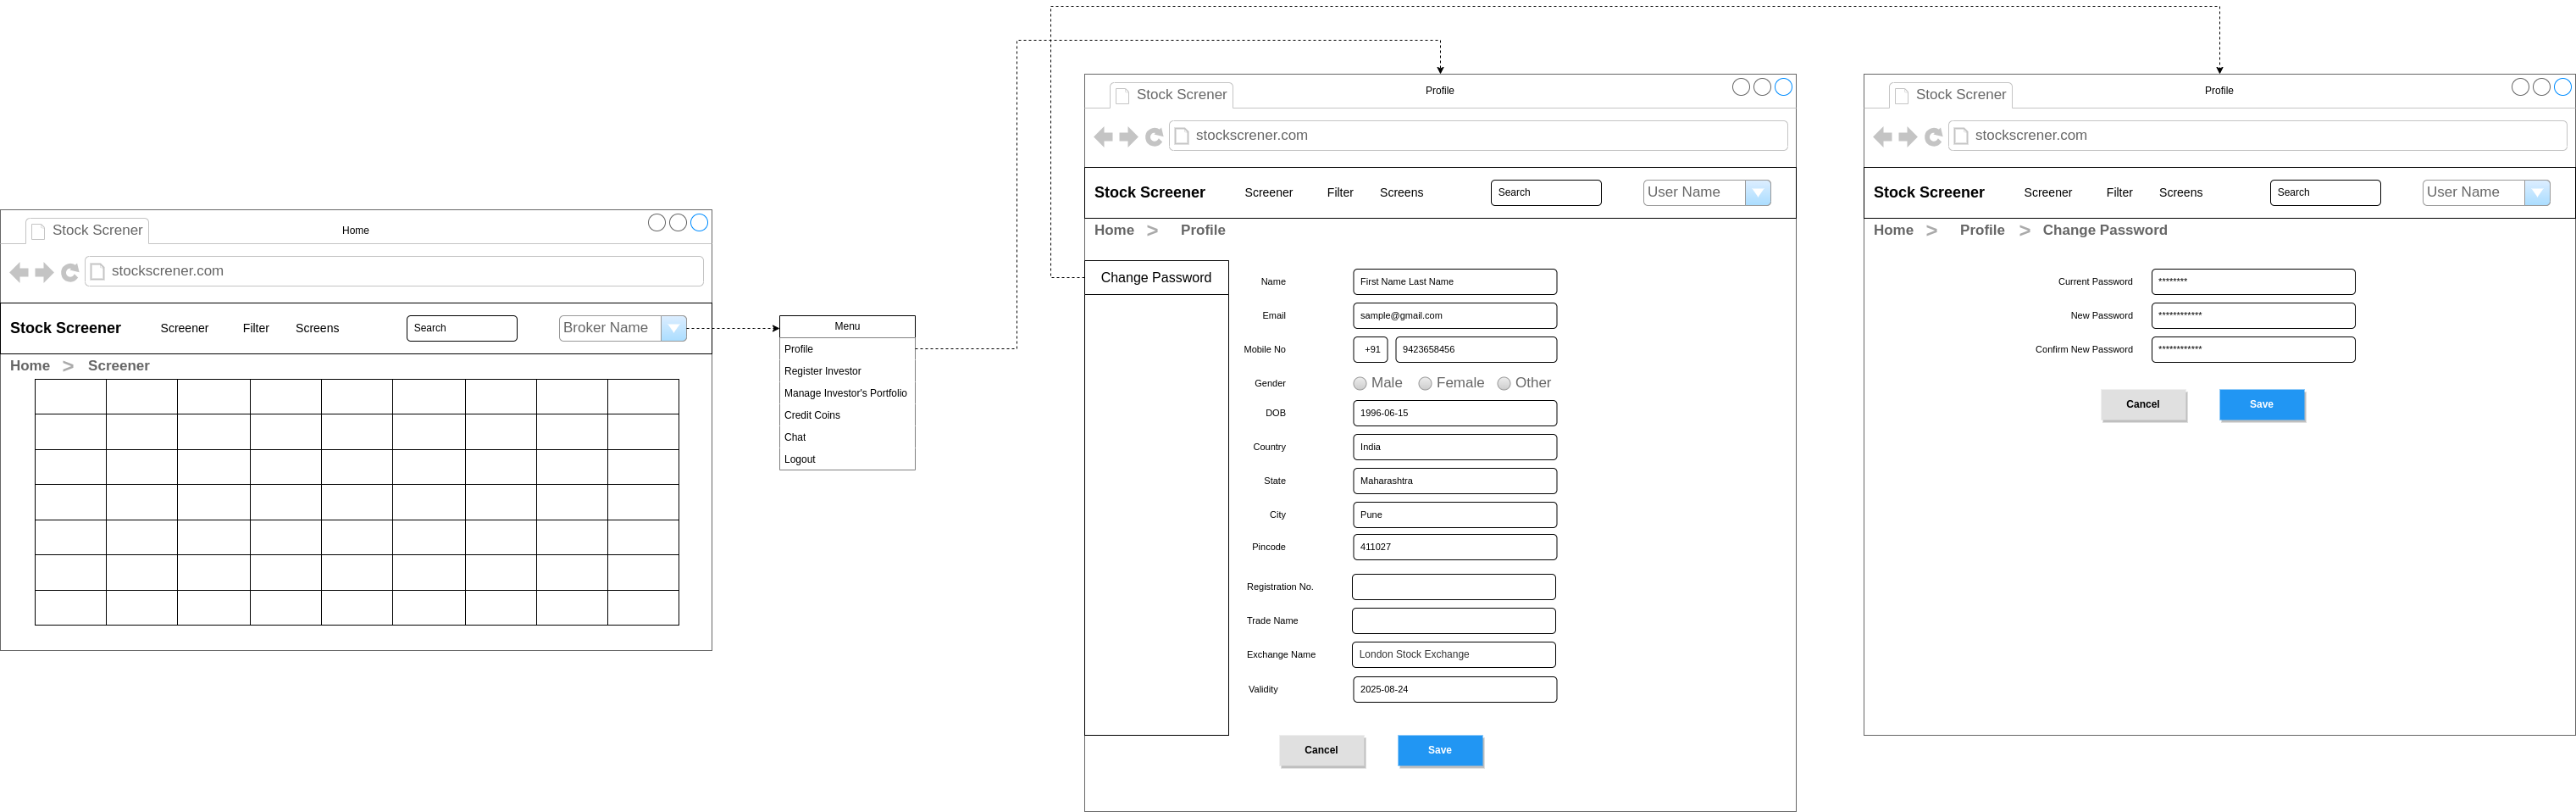 Stock Screner
Home
stockscrener.com
Stock Screener Screener Filter Screens Search Broker Name
Home > Screener
Menu
Profile
Register Investor
Manage Investor's Portfolio
Credit Coins
Chat
Logout
Stock Screner
Profile
stockscrener.com
Stock Screener Screener Filter Screens Search User Name
Home > Profile
Change Password
Name First Name Last Name
Email sample@gmail.com
Mobile No +91 9423658456
Gender Male Female Other
DOB 1996-06-15
Country India
State Maharashtra
City Pune
Pincode 411027
Registration No.
Trade Name
Exchange Name London Stock Exchange
Validity 2025-08-24
Cancel Save
Stock Screner
Profile
stockscrener.com
Stock Screener Screener Filter Screens Search User Name
Home > Profile > Change Password
Current Password ********
New Password ************
Confirm New Password ************
Cancel Save